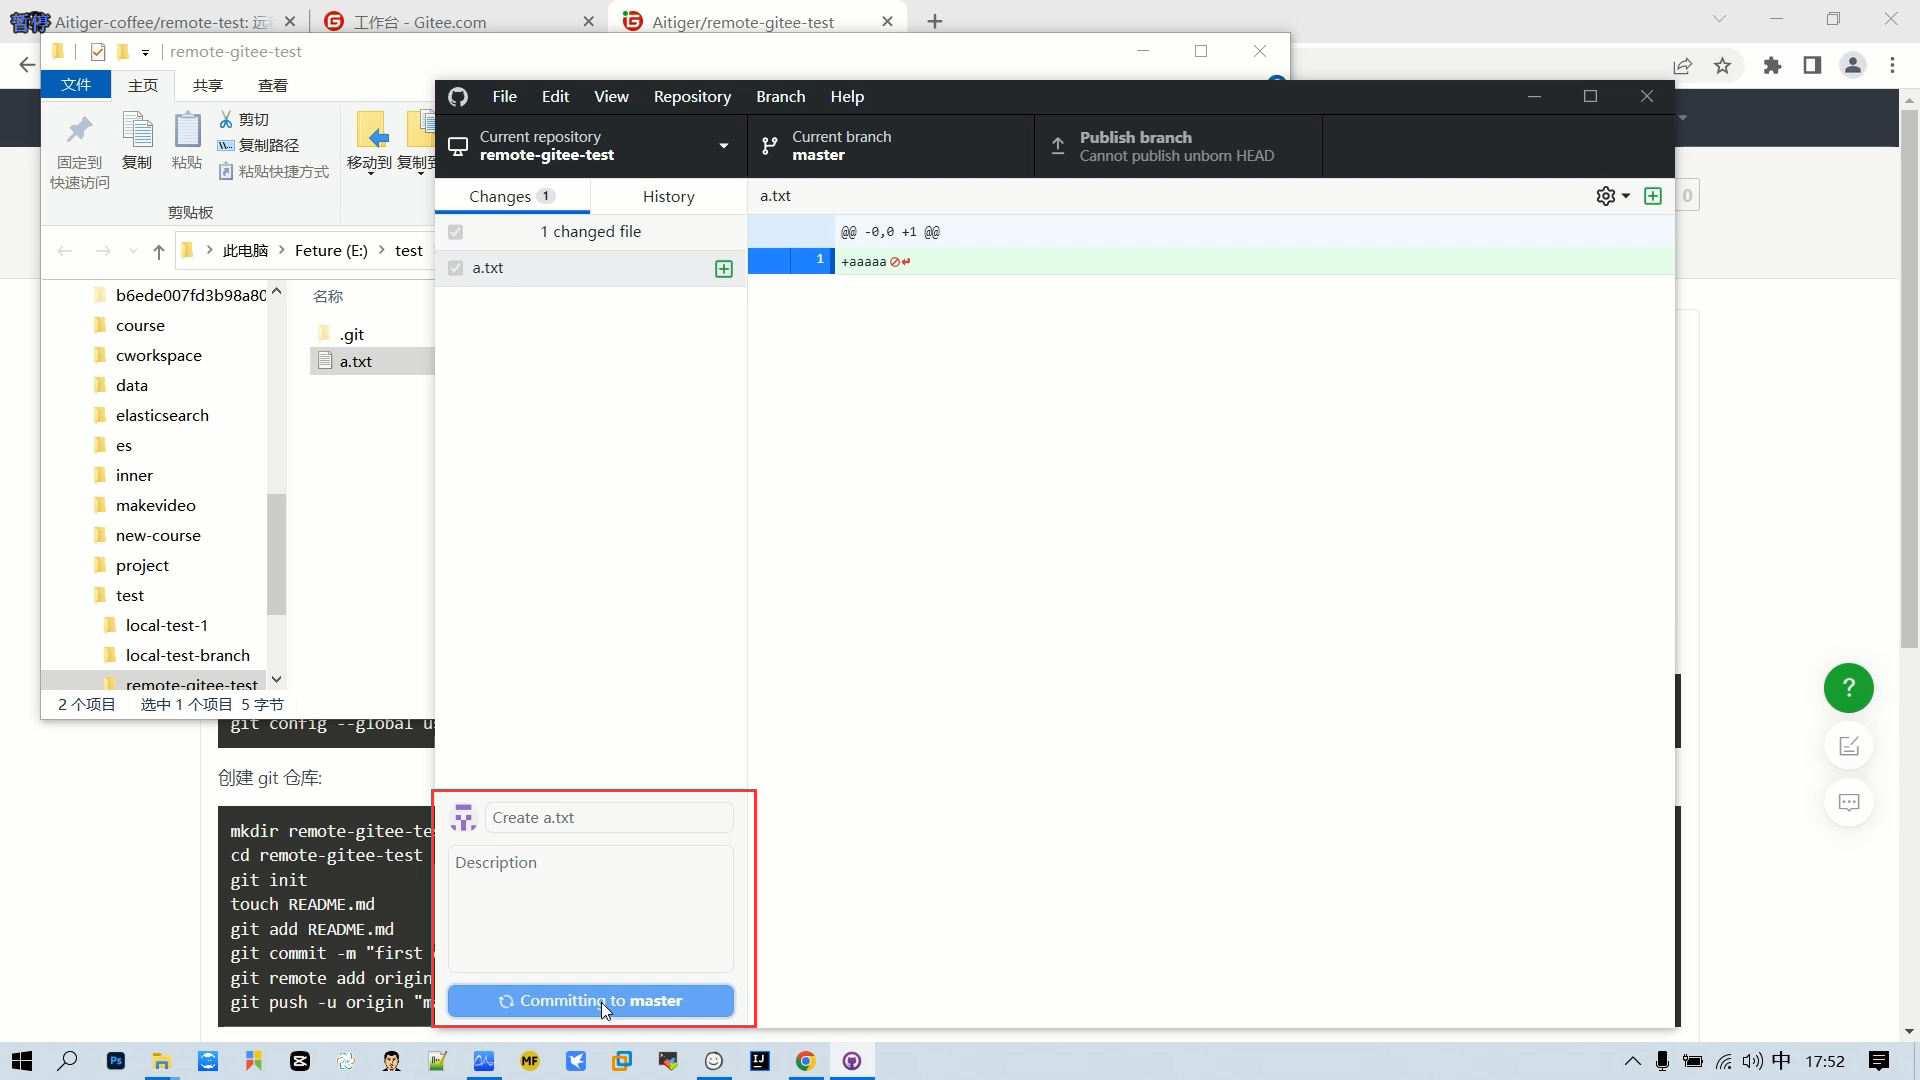 暂停
Aitiger-coffee/remote-test: 远
工作台 - Gitee.com
Aitiger/remote-gitee-test
remote-gitee-test
文件
主页
共享
查看
固定到
快速访问
复制
粘贴
剪切
复制路径
粘贴快捷方式
移动到
复制到
剪贴板
此电脑
Feture (E:)
test
b6ede007fd3b98a80
course
cworkspace
data
elasticsearch
es
inner
makevideo
new-course
project
test
local-test-1
local-test-branch
remote-gitee-test
名称
.git
a.txt
2 个项目
选中 1 个项目 5 字节
File
Edit
View
Repository
Branch
Help
Current repository
remote-gitee-test
Current branch
master
Publish branch
Cannot publish unborn HEAD
Changes 1
History
a.txt
0
1 changed file
a.txt
@@ -0,0 +1 @@
1
+aaaaa
git config --global u
创建 git 仓库:
mkdir remote-gitee-te
cd remote-gitee-test
git init
touch README.md
git add README.md
git commit -m "first
git remote add origin
git push -u origin "m
Create a.txt
Description
Committing to master
?
Ps
MF
IJ
中
17:52